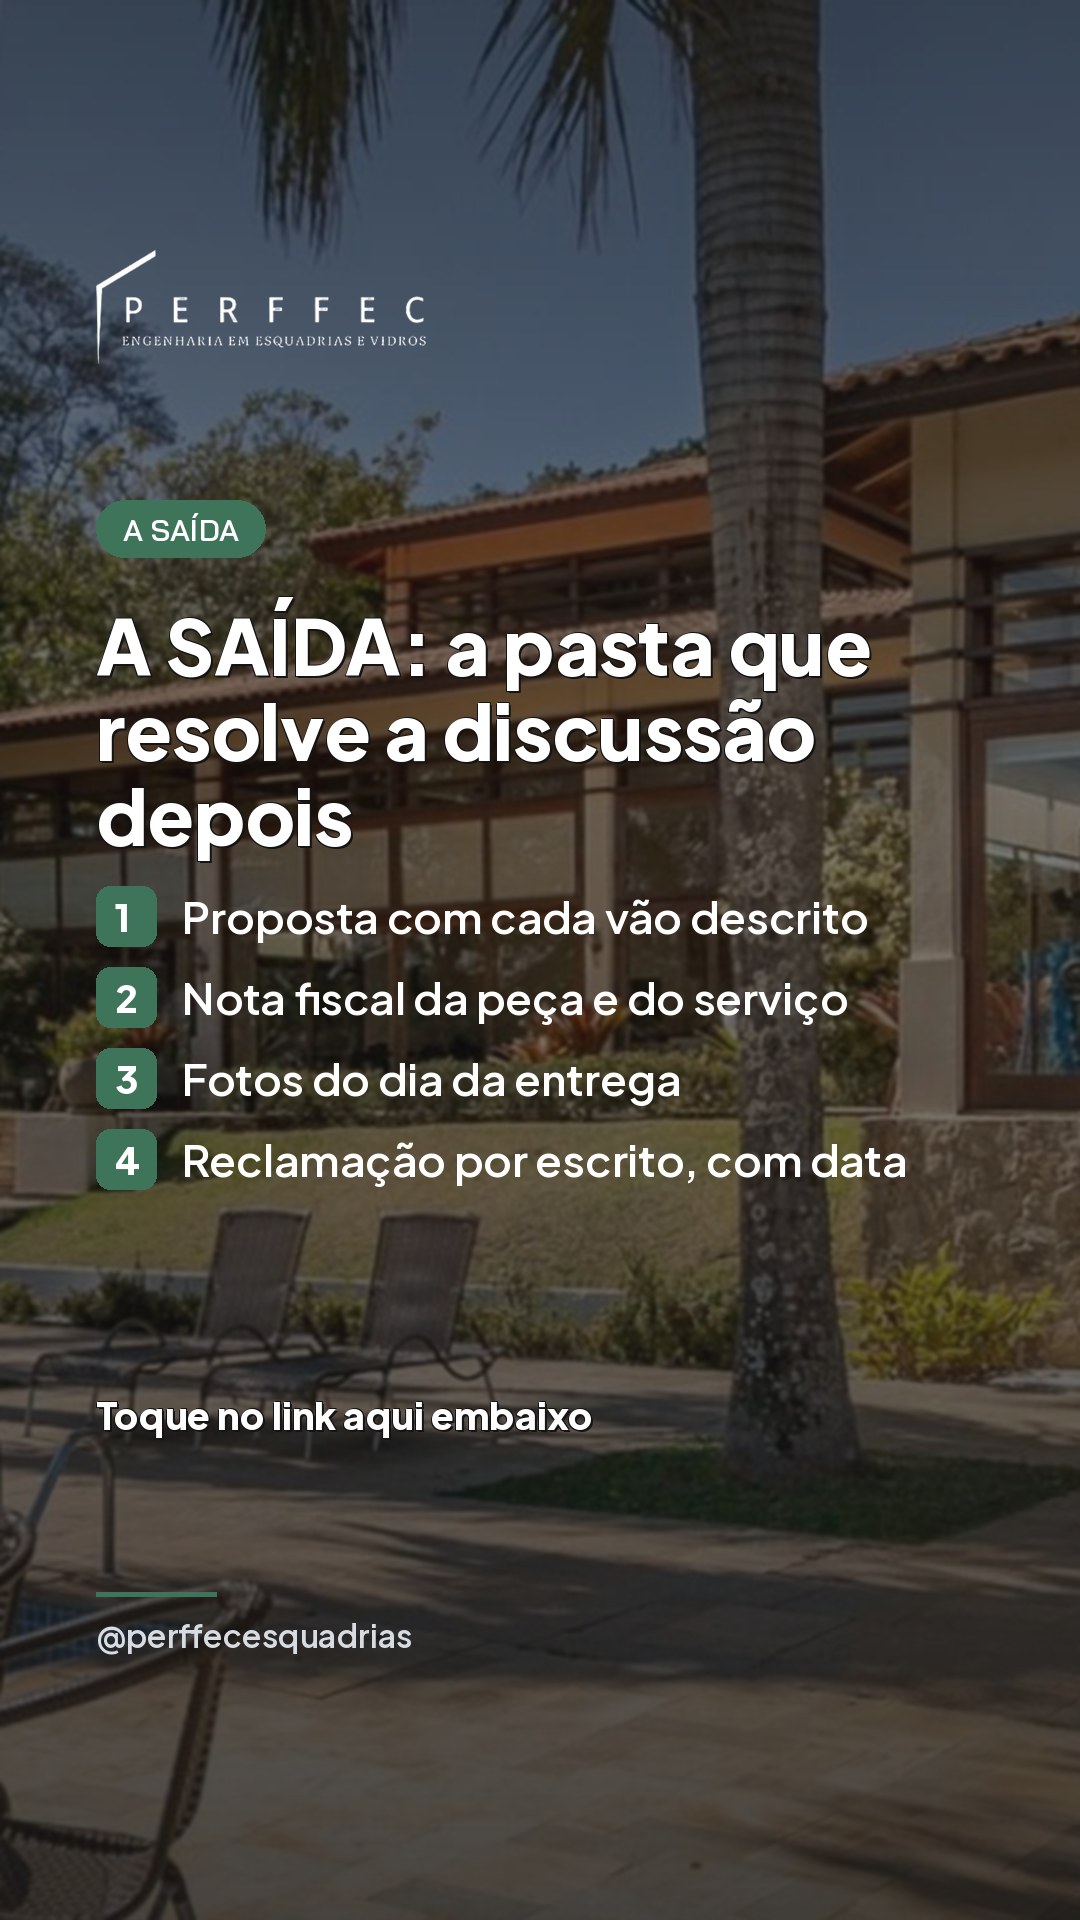 PERFFEC
ENGENHARIA EM ESQUADRIAS E VIDROS
A SAÍDA
A SAÍDA: a pasta que
resolve a discussão
depois
1 Proposta com cada vão descrito
2 Nota fiscal da peça e do serviço
3 Fotos do dia da entrega
4 Reclamação por escrito, com data
Toque no link aqui embaixo
@perffecesquadrias